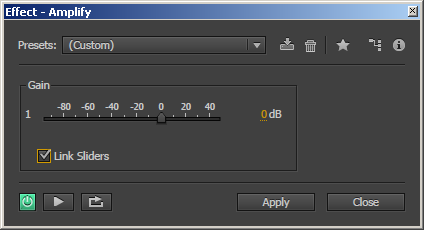 Effect - Amplify
Presets: (Custom)
Gain
-80 -60 -40 -20 0 20 40
1 0 dB
Link Sliders
Apply Close